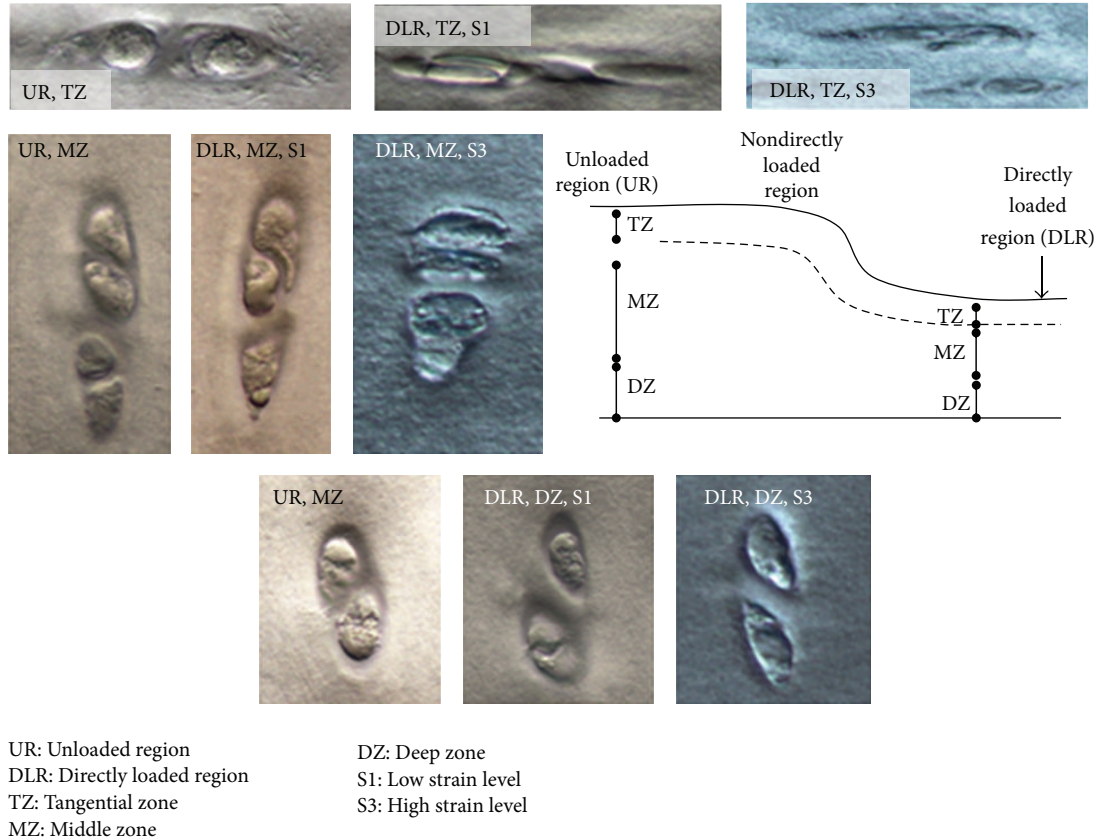 UR, TZ
DLR, TZ, S1
DLR, TZ, S3
UR, MZ
DLR, MZ, S1
DLR, MZ, S3
Unloaded
region (UR)
Nondirectly
loaded
region
Directly
loaded
region (DLR)
TZ
MZ
DZ
TZ
MZ
DZ
UR, MZ
DLR, DZ, S1
DLR, DZ, S3
UR: Unloaded region
DLR: Directly loaded region
TZ: Tangential zone
MZ: Middle zone
DZ: Deep zone
S1: Low strain level
S3: High strain level